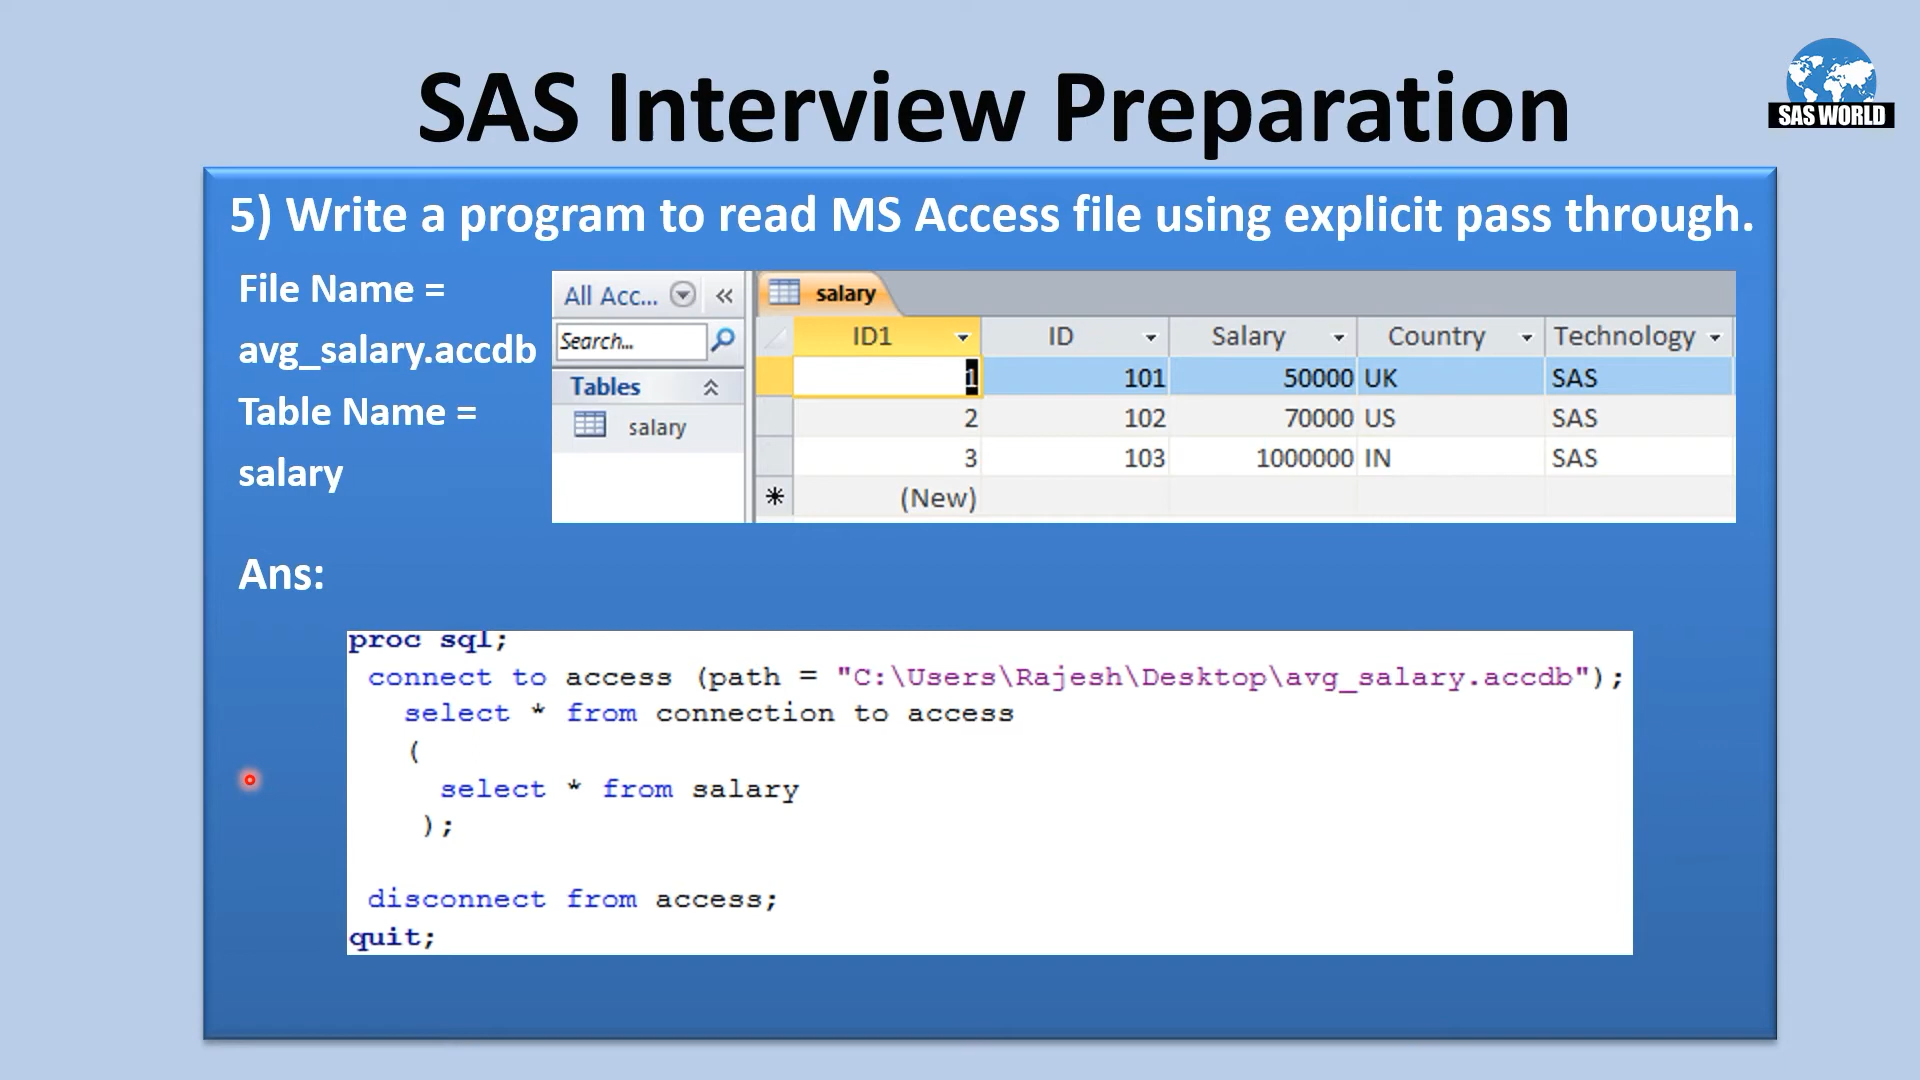 SAS Interview Preparation
SAS WORLD
5) Write a program to read MS Access file using explicit pass through.
File Name =
avg_salary.accdb
Table Name =
salary
All Acc... «
Search...
Tables
salary
salary
ID1 ID Salary Country Technology
1 101 50000 UK SAS
2 102 70000 US SAS
3 103 1000000 IN SAS
* (New)
Ans:
proc sql;
connect to access (path = "C:\Users\Rajesh\Desktop\avg_salary.accdb");
select * from connection to access
(
select * from salary
);
disconnect from access;
quit;